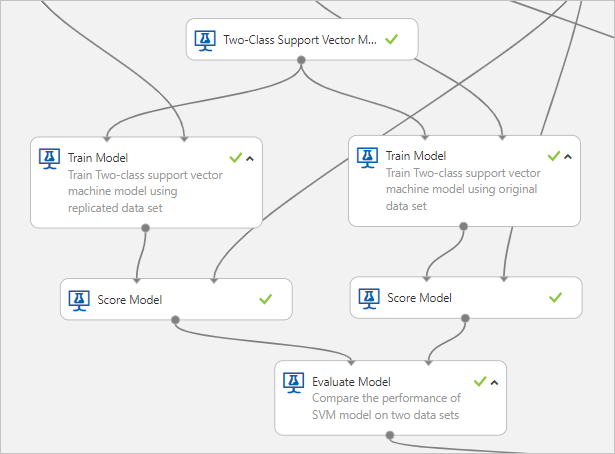 Two-Class Support Vector M...
Train Model
Train Two-class support vector
machine model using
replicated data set
Train Model
Train Two-class support vector
machine model using original
data set
Score Model
Score Model
Evaluate Model
Compare the performance of
SVM model on two data sets